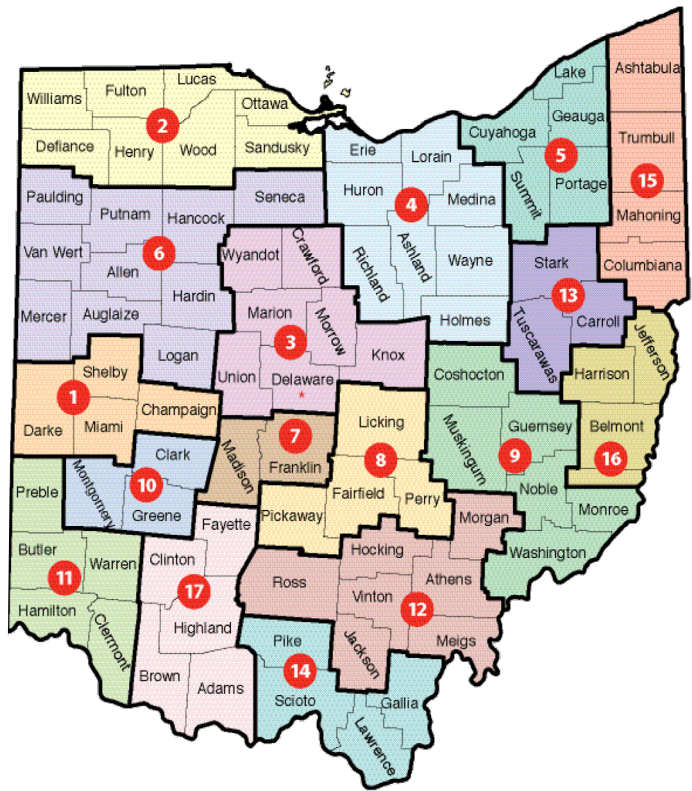 Ashtabula
Lake
Lucas
Williams
Fulton
Ottawa
Geauga
2
Cuyahoga
Trumbull
Defiance
Henry
Wood
Sandusky
Erie
Lorain
5
15
Summit
Portage
Paulding
Seneca
Huron
4
Medina
Putnam
Hancock
Mahoning
Van Wert
6
Wyandot
Crawford
Richland
Ashland
Wayne
Stark
Columbiana
Allen
Hardin
13
Mercer
Auglaize
Marion
Morrow
Holmes
Tuscarawas
Carroll
3
Jefferson
Logan
Knox
Shelby
Union
Delaware
*
Coshocton
Harrison
1
Champaign
Darke
Miami
Licking
Muskingum
Guernsey
Belmont
7
Madison
Franklin
8
9
16
Clark
Montgomery
10
Preble
Greene
Fairfield
Perry
Noble
Pickaway
Monroe
Fayette
Morgan
Butler
Warren
Clinton
Hocking
Washington
11
17
Ross
Athens
Vinton
12
Hamilton
Clermont
Highland
Pike
Jackson
Meigs
14
Brown
Adams
Scioto
Gallia
Lawrence